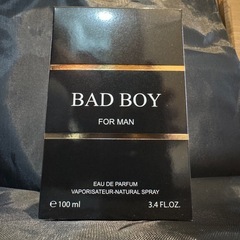 BAD BOY
FOR MAN
EAU DE PARFUM
VAPORISATEUR-NATURAL SPRAY
℮ 100 ml 3.4 FL.OZ.